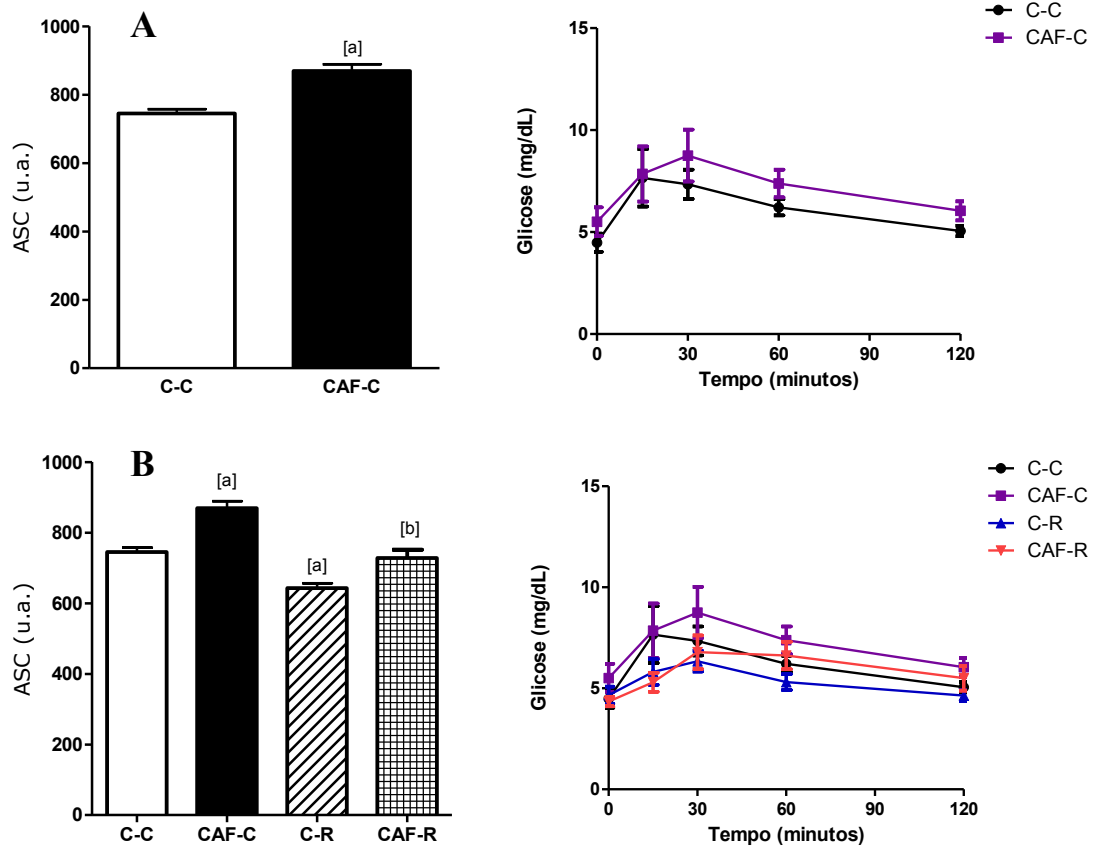 A
ASC (u.a.)
1000
800
600
400
200
0
[a]
C-C
CAF-C
C-C
CAF-C
Glicose (mg/dL)
15
10
5
0
0
30
60
90
120
Tempo (minutos)
B
ASC (u.a.)
1000
800
600
400
200
0
[a]
[a]
[b]
C-C
CAF-C
C-R
CAF-R
C-C
CAF-C
C-R
CAF-R
Glicose (mg/dL)
15
10
5
0
0
30
60
90
120
Tempo (minutos)